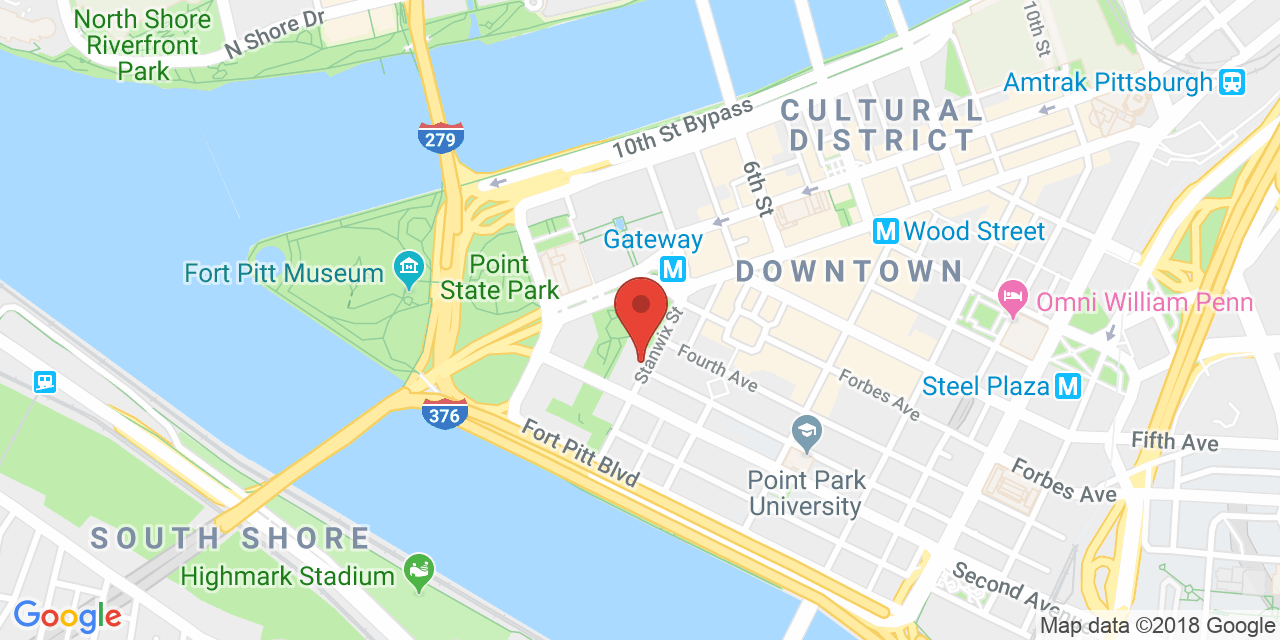 North Shore
Riverfront
Park
N Shore Dr
10th St
Amtrak Pittsburgh
CULTURAL
DISTRICT
279
10th St Bypass
6th St
Gateway
M
M Wood Street
Fort Pitt Museum
Point
State Park
DOWNTOWN
Omni William Penn
Stanwix St
Fourth Ave
Forbes Ave
Steel Plaza M
376
Fort Pitt Blvd
Fifth Ave
Point Park
University
Forbes Ave
SOUTH SHORE
Highmark Stadium
Second Avenue
Google
Map data ©2018 Google